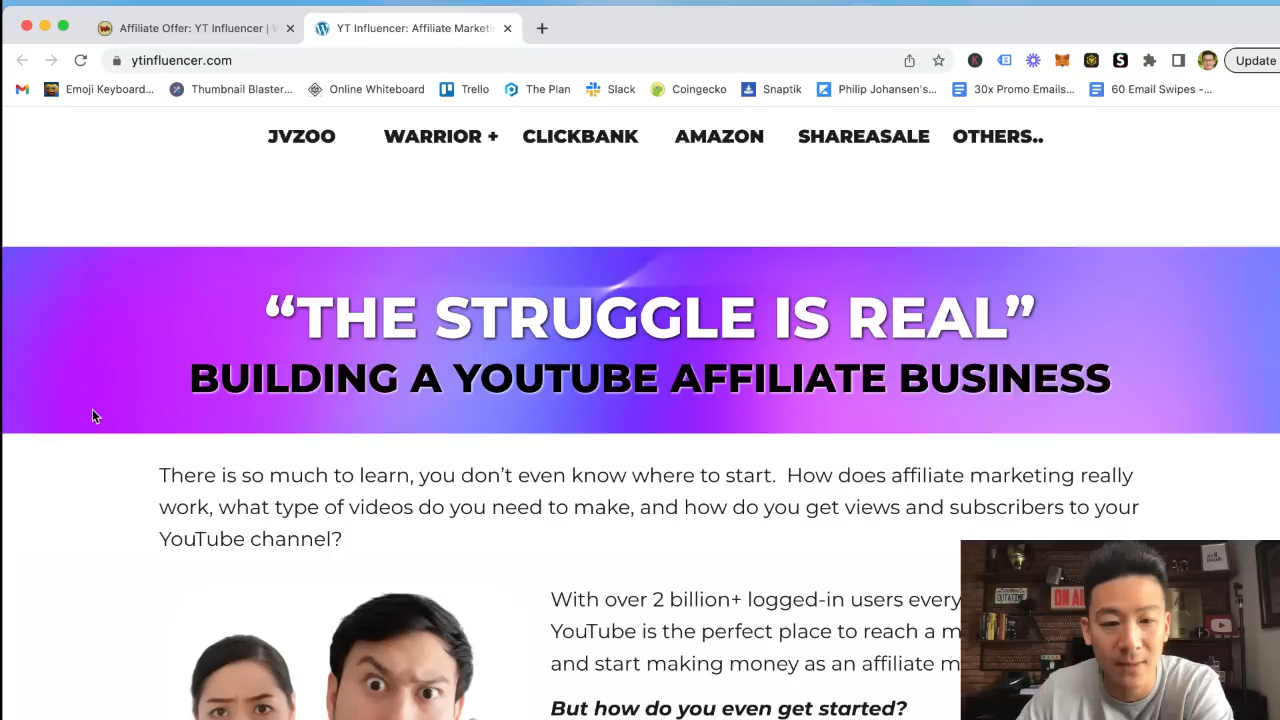 Affiliate Offer: YT Influencer | W
YT Influencer: Affiliate Marketi
ytinfluencer.com
Update
Emoji Keyboard...
Thumbnail Blaster...
Online Whiteboard
Trello
The Plan
Slack
Coingecko
Snaptik
Philip Johansen's...
30x Promo Emails...
60 Email Swipes -...
JVZOO
WARRIOR +
CLICKBANK
AMAZON
SHAREASALE
OTHERS..
“THE STRUGGLE IS REAL”
BUILDING A YOUTUBE AFFILIATE BUSINESS
There is so much to learn, you don’t even know where to start. How does affiliate marketing really
work, what type of videos do you need to make, and how do you get views and subscribers to your
YouTube channel?
With over 2 billion+ logged-in users every
YouTube is the perfect place to reach a m
and start making money as an affiliate m
But how do you even get started?